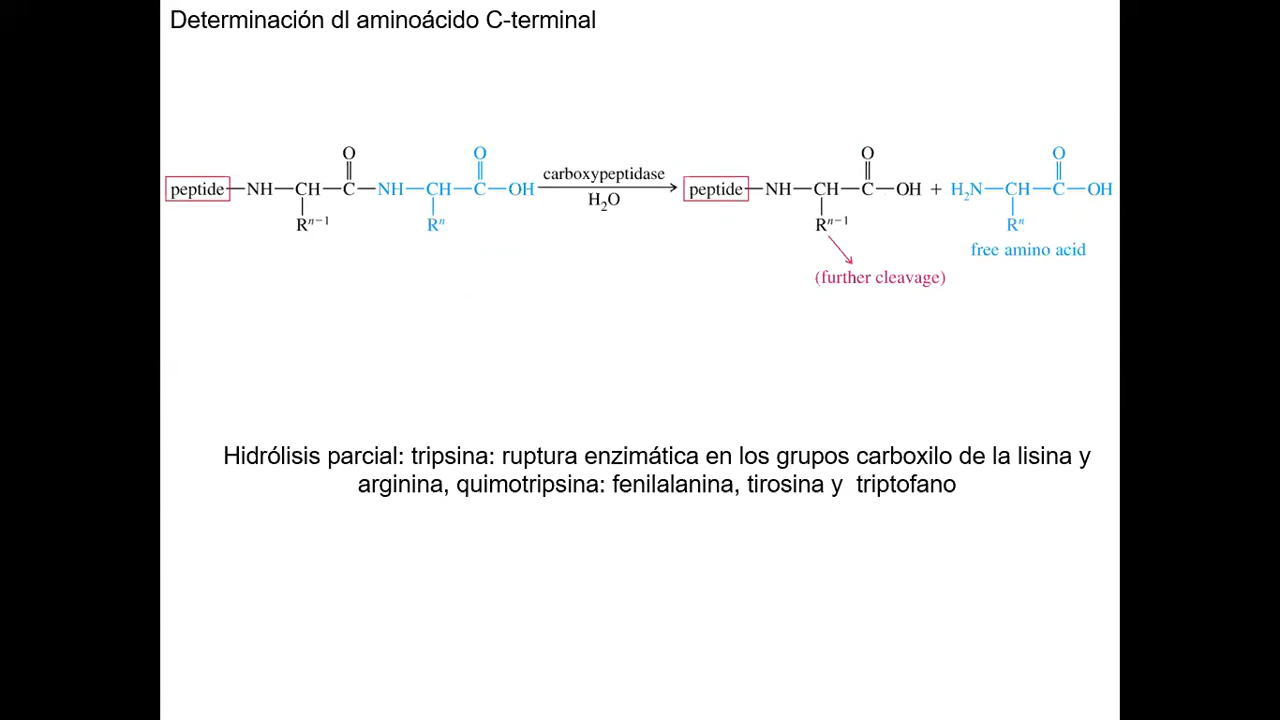 Determinación dl aminoácido C-terminal
O O O O
peptide—NH—CH—C—NH—CH—C—OH carboxypeptidase peptide—NH—CH—C—OH + H₂N—CH—C—OH
H₂O
Rⁿ⁻¹ Rⁿ Rⁿ⁻¹ Rⁿ
free amino acid
(further cleavage)
Hidrólisis parcial: tripsina: ruptura enzimática en los grupos carboxilo de la lisina y
arginina, quimotripsina: fenilalanina, tirosina y  triptofano